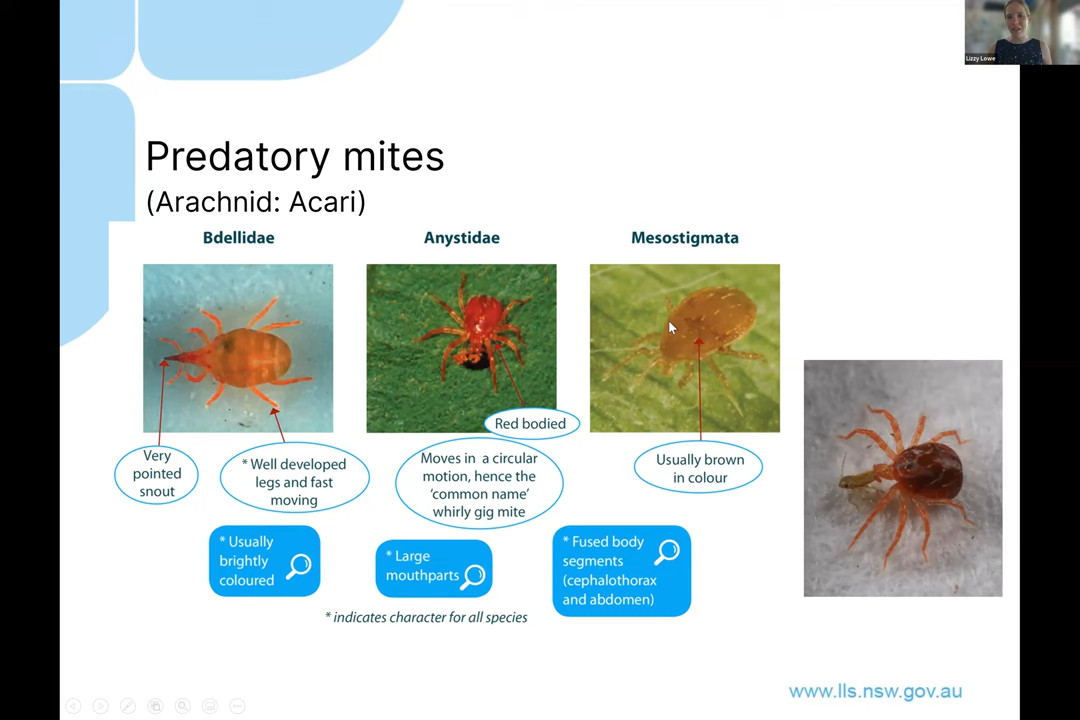 Lizzy Lowe
Predatory mites
(Arachnid: Acari)
Bdellidae
Anystidae
Mesostigmata
Very
pointed
snout
* Well developed
legs and fast
moving
Red bodied
Moves in a circular
motion, hence the
‘common name’
whirly gig mite
Usually brown
in colour
* Usually
brightly
coloured
* Large
mouthparts
* Fused body
segments
(cephalothorax
and abdomen)
* indicates character for all species
www.lls.nsw.gov.au